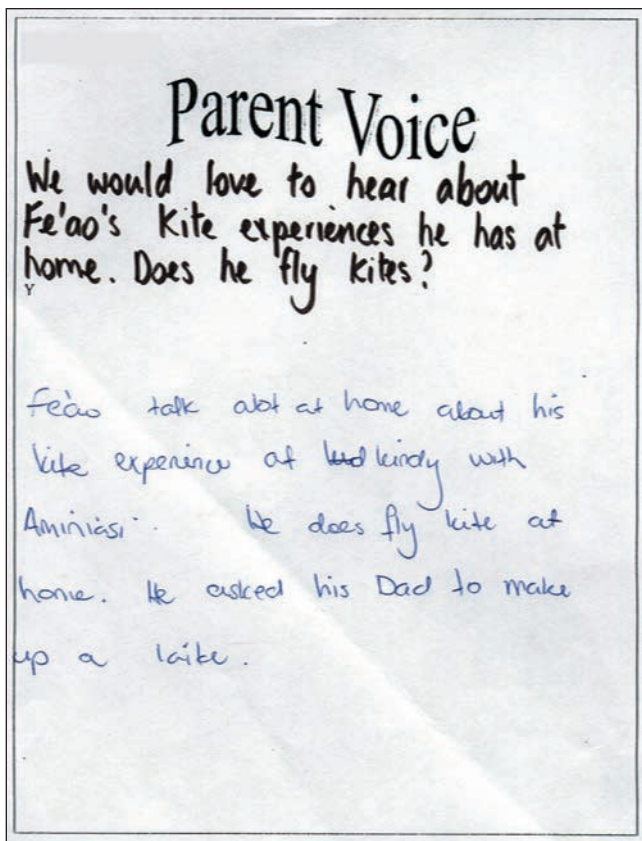 Parent Voice
We would love to hear about
Fe'ao's Kite experiences he has at
home. Does he fly kites?
Y
Fe'ao talk alot at home about his
kite experince at kindy with
Aminiasi. He does fly kite at
home. He asked his Dad to make
up a kite.